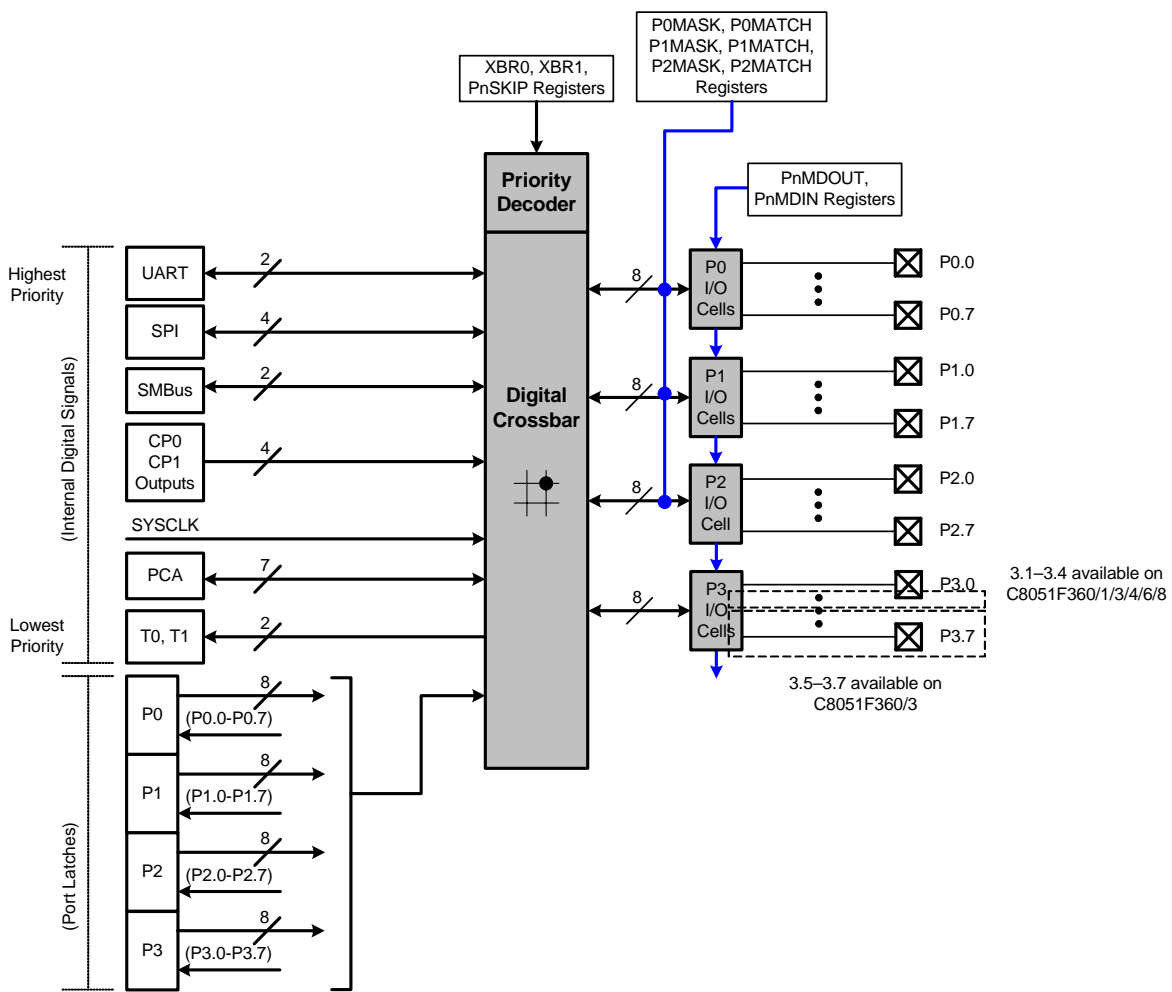 P0MASK, P0MATCH
P1MASK, P1MATCH,
P2MASK, P2MATCH
Registers
XBR0, XBR1,
PnSKIP Registers
PnMDOUT,
PnMDIN Registers
Priority
Decoder
Digital
Crossbar
Highest
Priority
(Internal Digital Signals)
Lowest
Priority
UART
2
SPI
4
SMBus
2
CP0
CP1
Outputs
4
SYSCLK
PCA
7
T0, T1
2
(Port Latches)
P0
8
(P0.0-P0.7)
P1
8
(P1.0-P1.7)
P2
8
(P2.0-P2.7)
P3
8
(P3.0-P3.7)
8
P0
I/O
Cells
P0.0
P0.7
8
P1
I/O
Cells
P1.0
P1.7
8
P2
I/O
Cell
P2.0
P2.7
8
P3
I/O
Cells
P3.0
P3.7
3.1–3.4 available on
C8051F360/1/3/4/6/8
3.5–3.7 available on
C8051F360/3